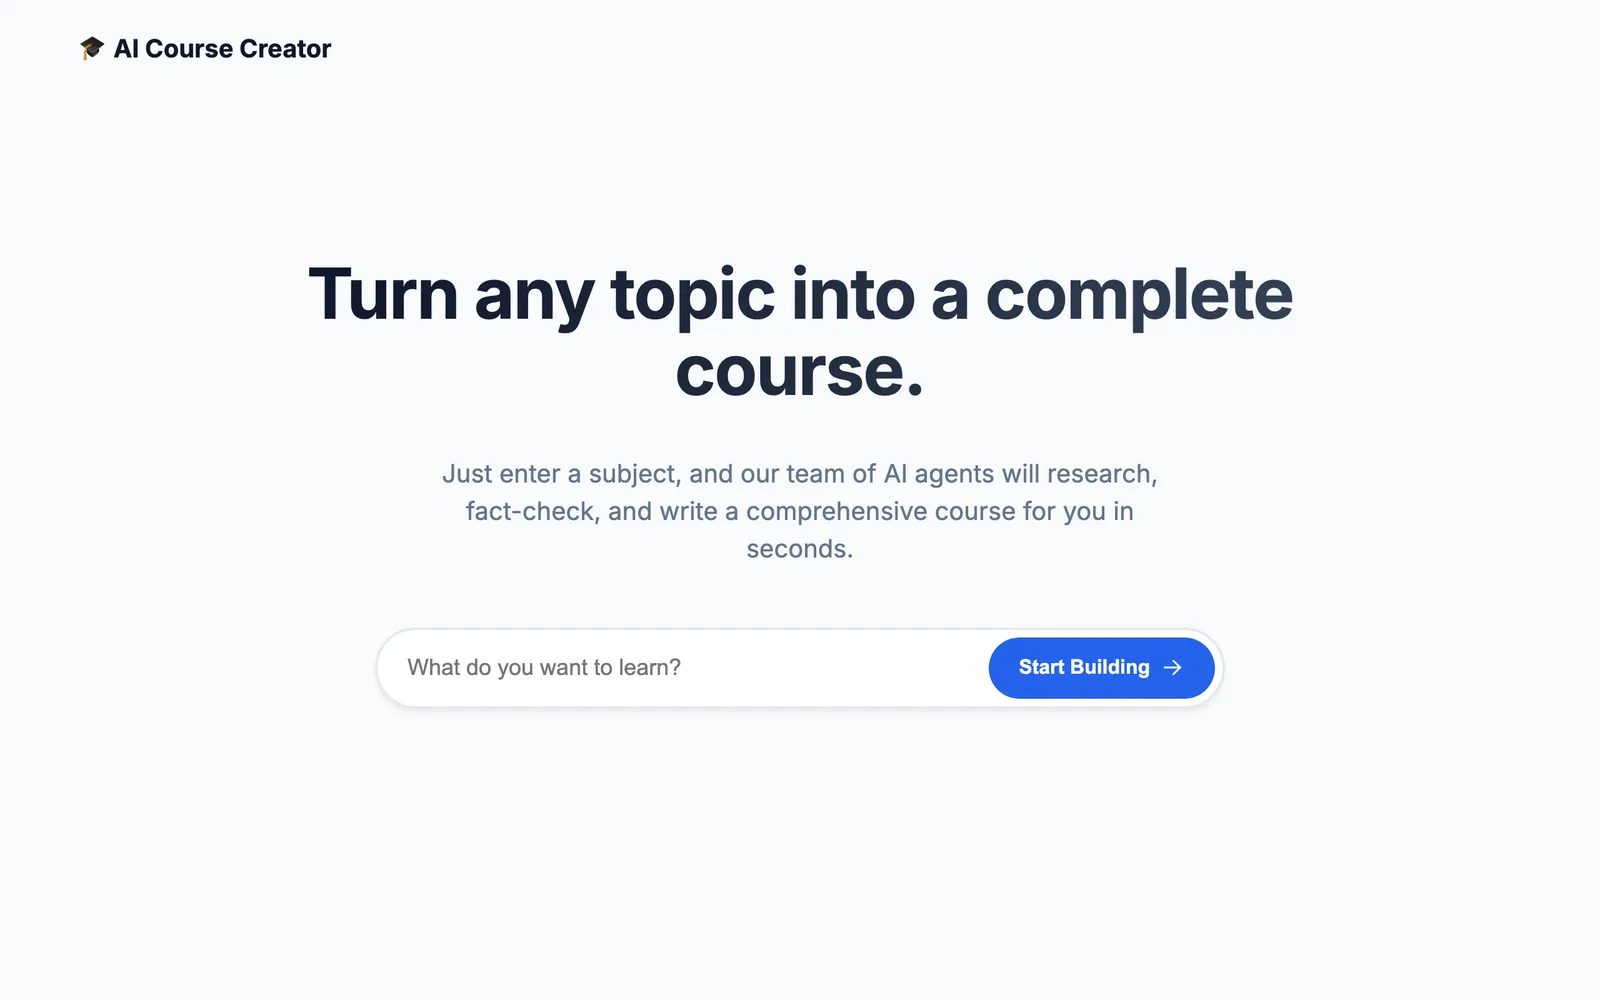 AI Course Creator
Turn any topic into a complete
course.
Just enter a subject, and our team of AI agents will research,
fact-check, and write a comprehensive course for you in
seconds.
What do you want to learn?
Start Building →